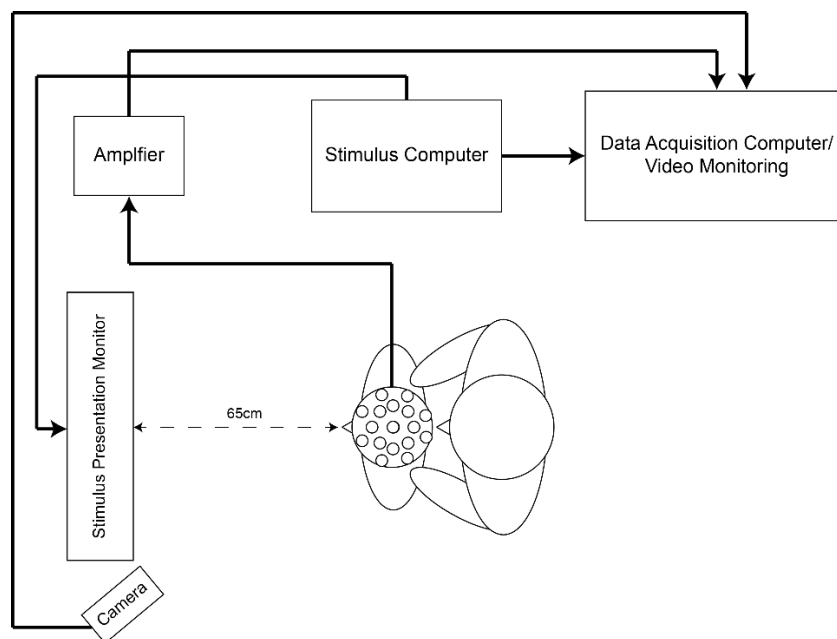 Amplfier
Stimulus Computer
Data Acquisition Computer/
Video Monitoring
Stimulus Presentation Monitor
65cm
Camera